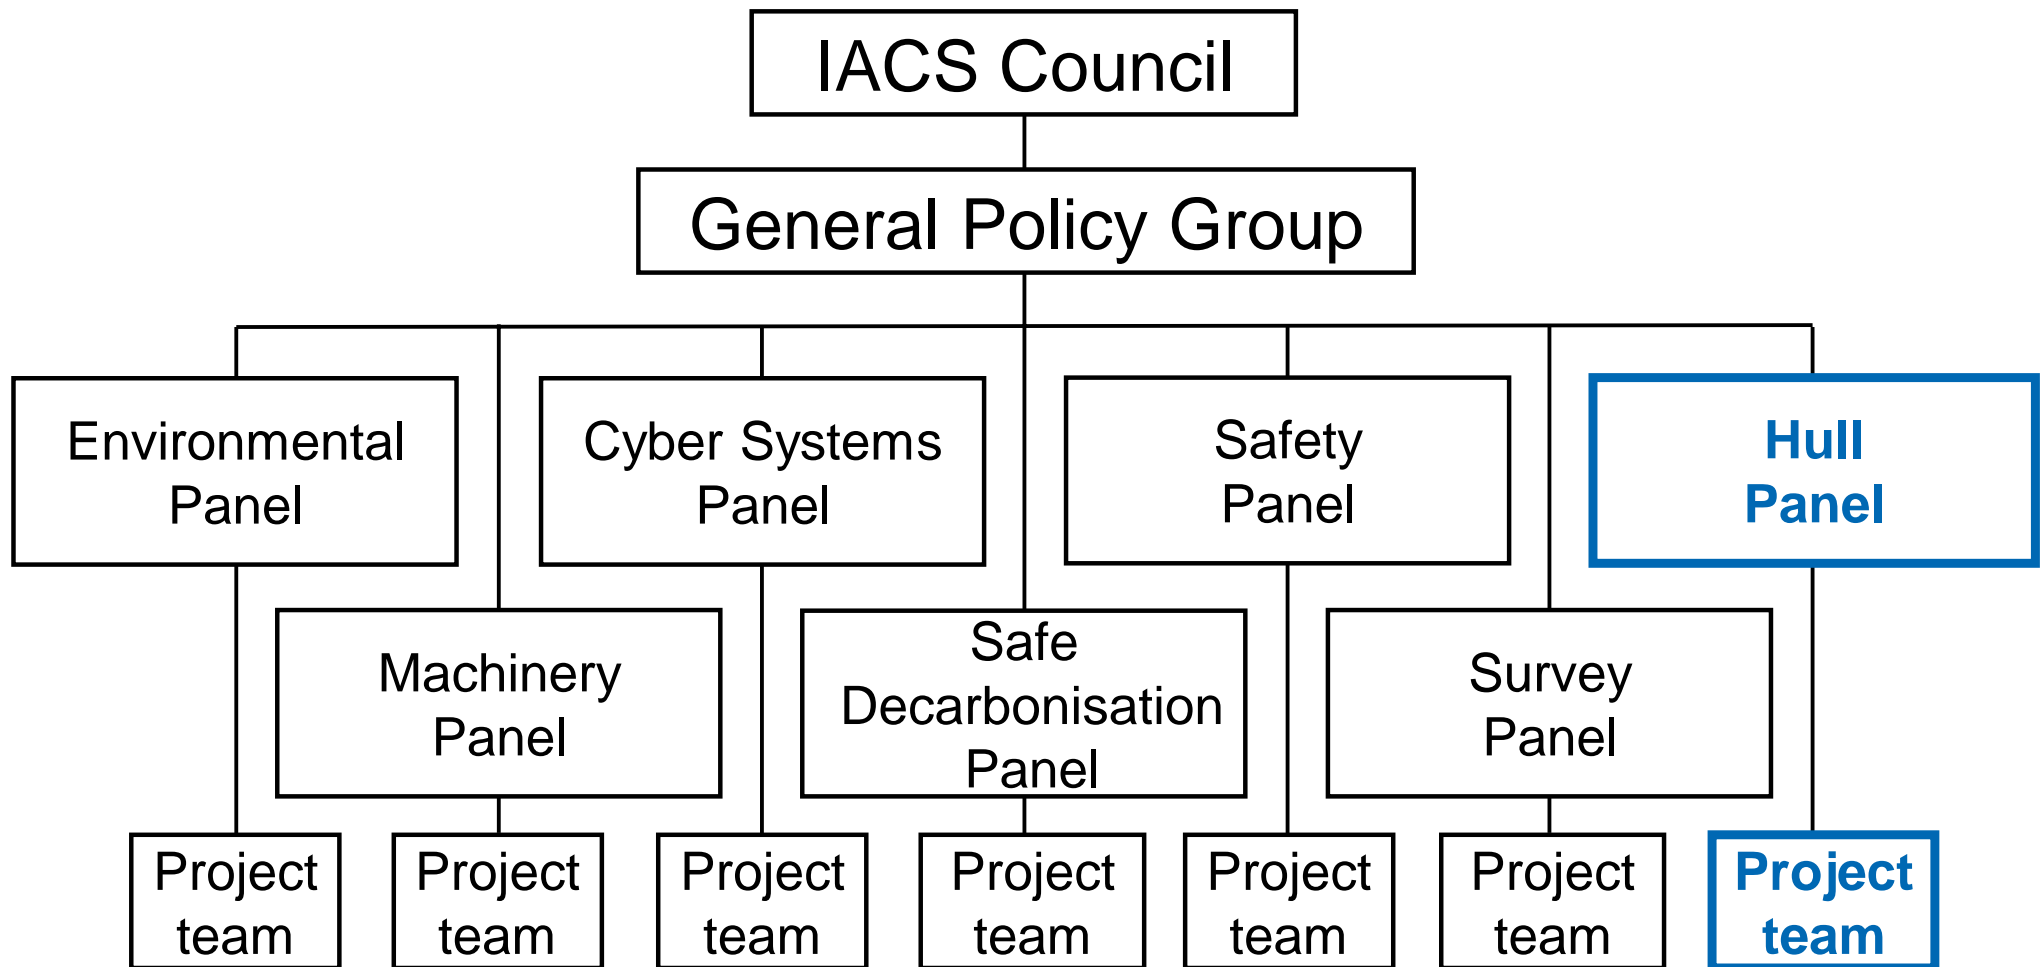 IACS Council
General Policy Group
Environmental
Panel
Cyber Systems
Panel
Safety
Panel
Hull
Panel
Machinery
Panel
Safe
Decarbonisation
Panel
Survey
Panel
Project
team
Project
team
Project
team
Project
team
Project
team
Project
team
Project
team